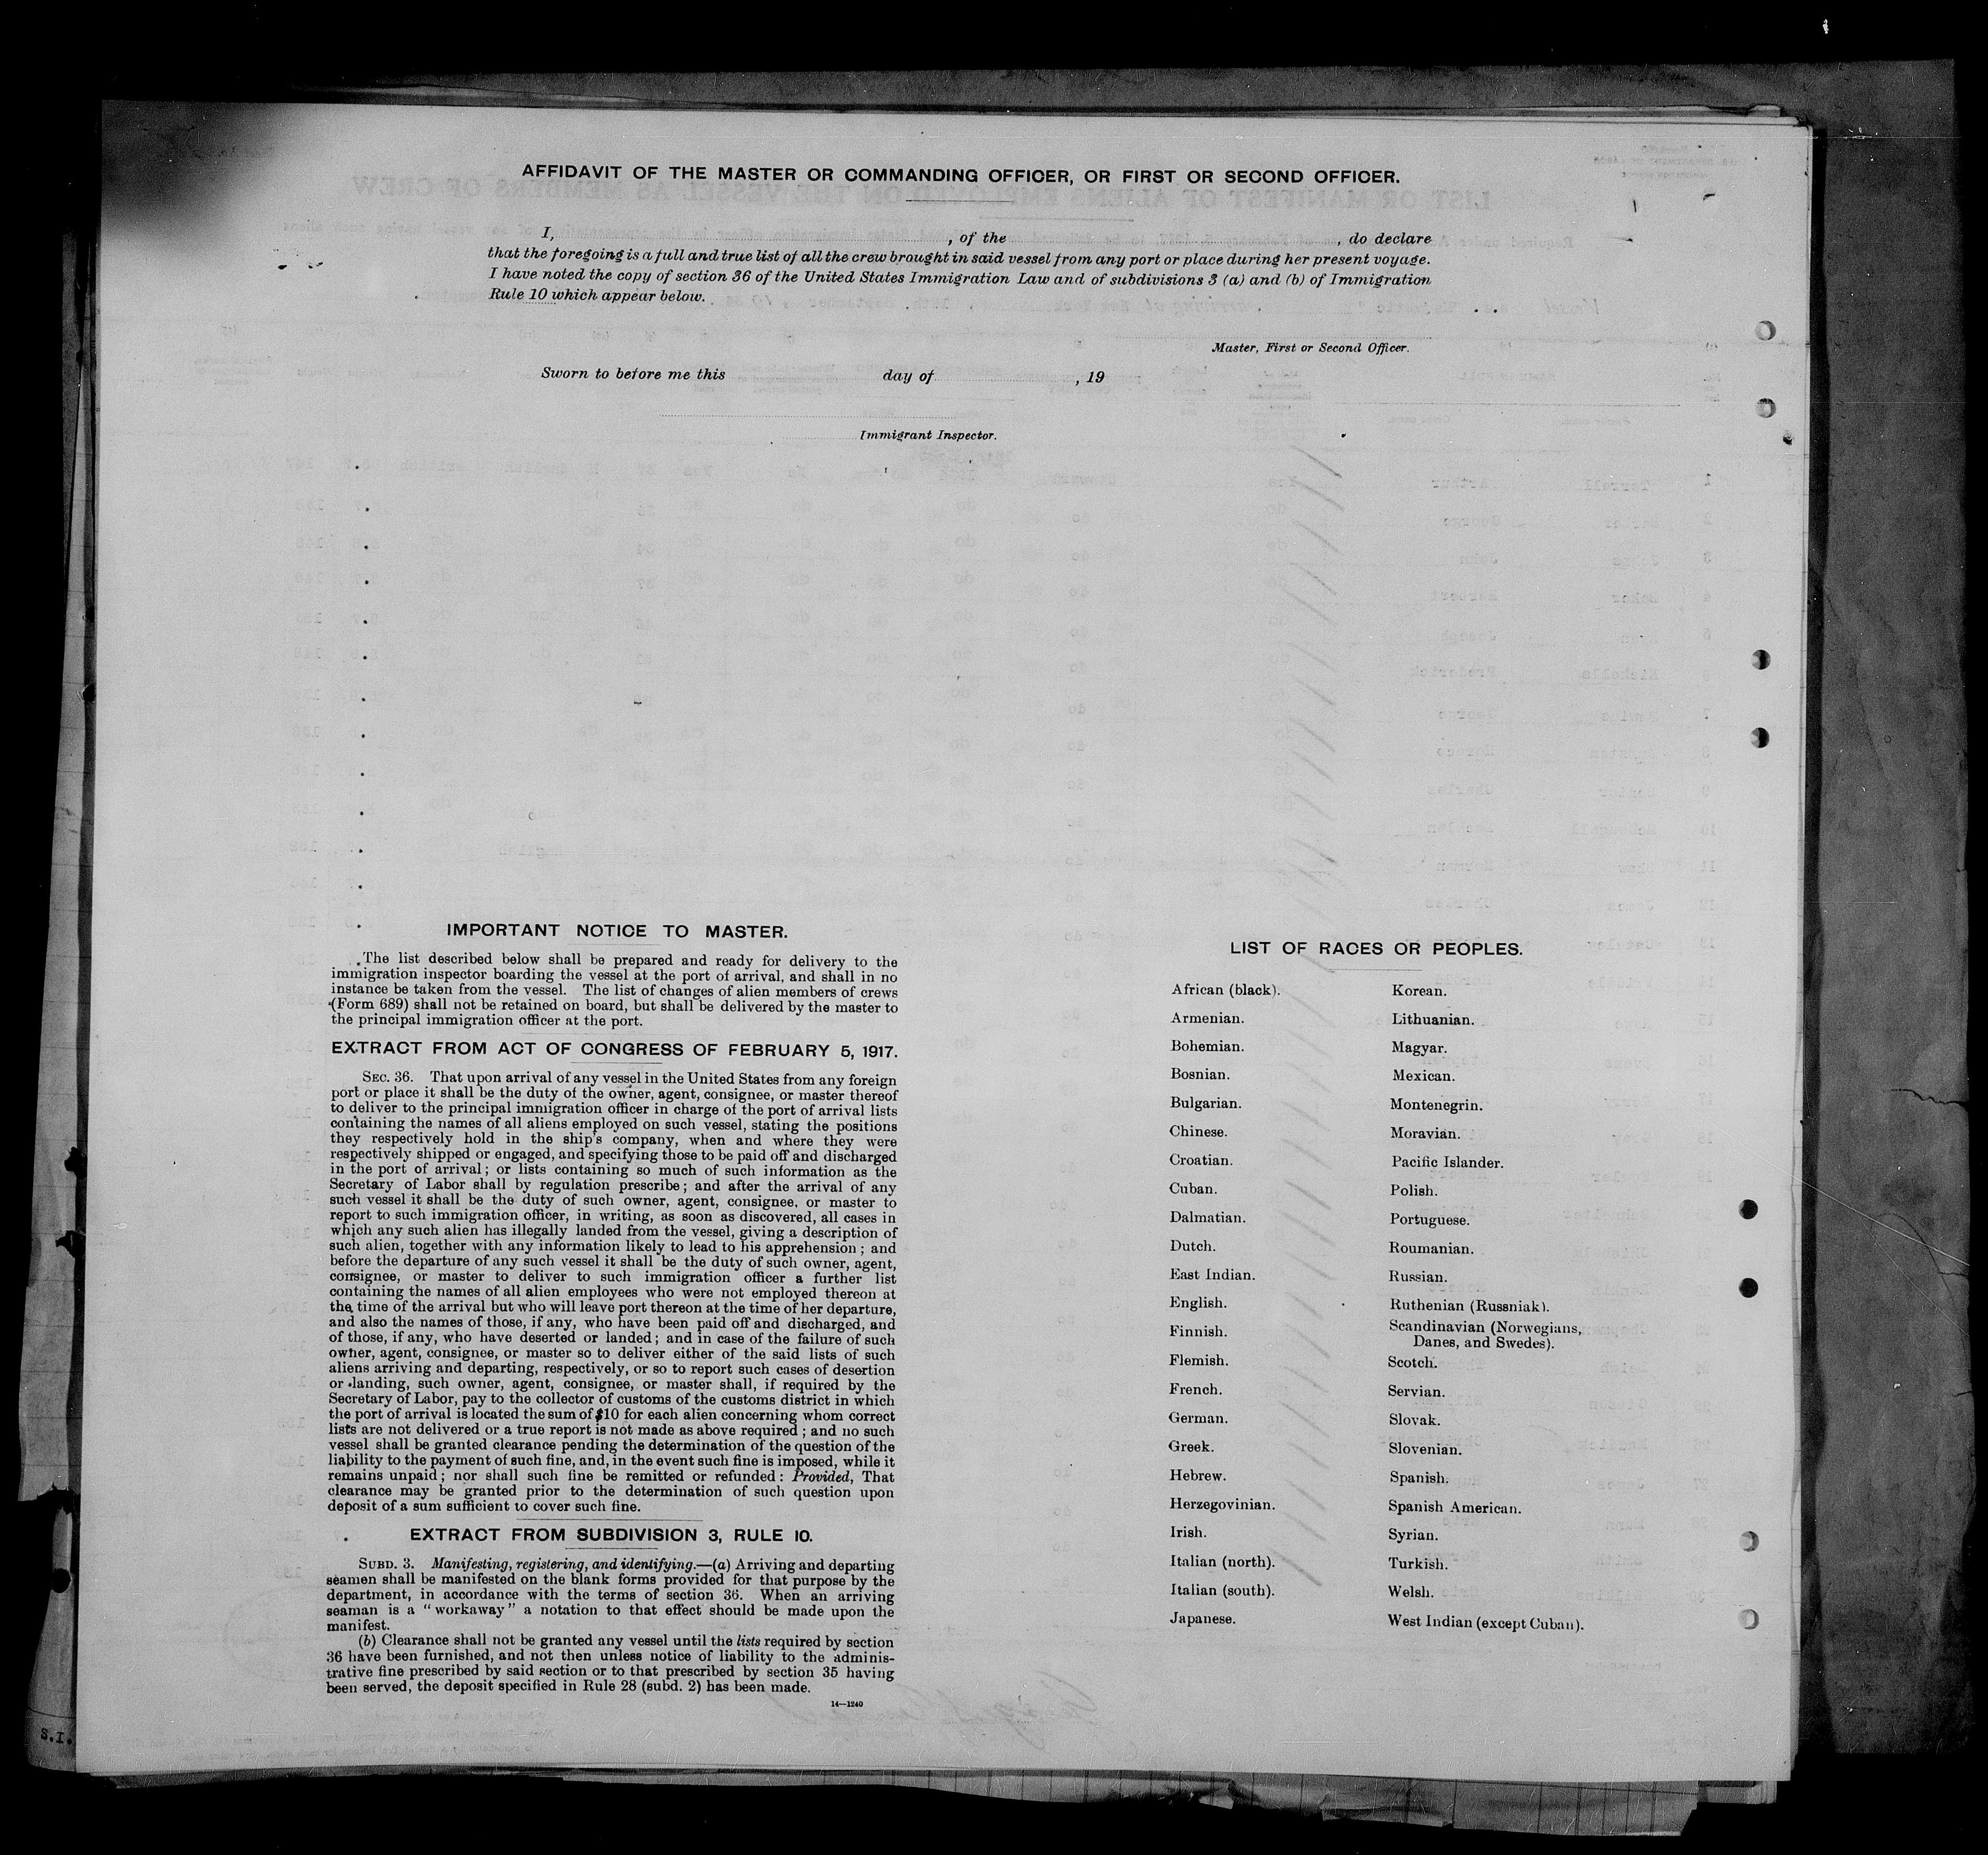 AFFIDAVIT OF THE MASTER OR COMMANDING OFFICER, OR FIRST OR SECOND OFFICER.
I, , of the , do declare
that the foregoing is a full and true list of all the crew brought in said vessel from any port or place during her present voyage.
I have noted the copy of section 36 of the United States Immigration Law and of subdivisions 3 (a) and (b) of Immigration
Rule 10 which appear below.
Master, First or Second Officer.
Sworn to before me this day of , 19
Immigrant Inspector.
IMPORTANT NOTICE TO MASTER.
The list described below shall be prepared and ready for delivery to the
immigration inspector boarding the vessel at the port of arrival, and shall in no
instance be taken from the vessel. The list of changes of alien members of crews
(Form 689) shall not be retained on board, but shall be delivered by the master to
the principal immigration officer at the port.
EXTRACT FROM ACT OF CONGRESS OF FEBRUARY 5, 1917.
SEC. 36. That upon arrival of any vessel in the United States from any foreign
port or place it shall be the duty of the owner, agent, consignee, or master thereof
to deliver to the principal immigration officer in charge of the port of arrival lists
containing the names of all aliens employed on such vessel, stating the positions
they respectively hold in the ship's company, when and where they were
respectively shipped or engaged, and specifying those to be paid off and discharged
in the port of arrival; or lists containing so much of such information as the
Secretary of Labor shall by regulation prescribe; and after the arrival of any
such vessel it shall be the duty of such owner, agent, consignee, or master to
report to such immigration officer, in writing, as soon as discovered, all cases in
which any such alien has illegally landed from the vessel, giving a description of
such alien, together with any information likely to lead to his apprehension; and
before the departure of any such vessel it shall be the duty of such owner, agent,
consignee, or master to deliver to such immigration officer a further list
containing the names of all alien employees who were not employed thereon at
the time of the arrival but who will leave port thereon at the time of her departure,
and also the names of those, if any, who have been paid off and discharged, and
of those, if any, who have deserted or landed; and in case of the failure of such
owner, agent, consignee, or master so to deliver either of the said lists of such
aliens arriving and departing, respectively, or so to report such cases of desertion
or landing, such owner, agent, consignee, or master shall, if required by the
Secretary of Labor, pay to the collector of customs of the customs district in which
the port of arrival is located the sum of $10 for each alien concerning whom correct
lists are not delivered or a true report is not made as above required; and no such
vessel shall be granted clearance pending the determination of the question of the
liability to the payment of such fine, and, in the event such fine is imposed, while it
remains unpaid; nor shall such fine be remitted or refunded: Provided, That
clearance may be granted prior to the determination of such question upon
deposit of a sum sufficient to cover such fine.
EXTRACT FROM SUBDIVISION 3, RULE 10.
SUBD. 3. Manifesting, registering, and identifying.—(a) Arriving and departing
seamen shall be manifested on the blank forms provided for that purpose by the
department, in accordance with the terms of section 36. When an arriving
seaman is a "workaway" a notation to that effect should be made upon the
manifest.
(b) Clearance shall not be granted any vessel until the lists required by section
36 have been furnished, and not then unless notice of liability to the adminis-
trative fine prescribed by said section or to that prescribed by section 35 having
been served, the deposit specified in Rule 28 (subd. 2) has been made.
14—1240
LIST OF RACES OR PEOPLES.
African (black).
Armenian.
Bohemian.
Bosnian.
Bulgarian.
Chinese.
Croatian.
Cuban.
Dalmatian.
Dutch.
East Indian.
English.
Finnish.
Flemish.
French.
German.
Greek.
Hebrew.
Herzegovinian.
Irish.
Italian (north).
Italian (south).
Japanese.
Korean.
Lithuanian.
Magyar.
Mexican.
Montenegrin.
Moravian.
Pacific Islander.
Polish.
Portuguese.
Roumanian.
Russian.
Ruthenian (Russniak).
Scandinavian (Norwegians,
Danes, and Swedes).
Scotch.
Servian.
Slovak.
Slovenian.
Spanish.
Spanish American.
Syrian.
Turkish.
Welsh.
West Indian (except Cuban).
S.I.